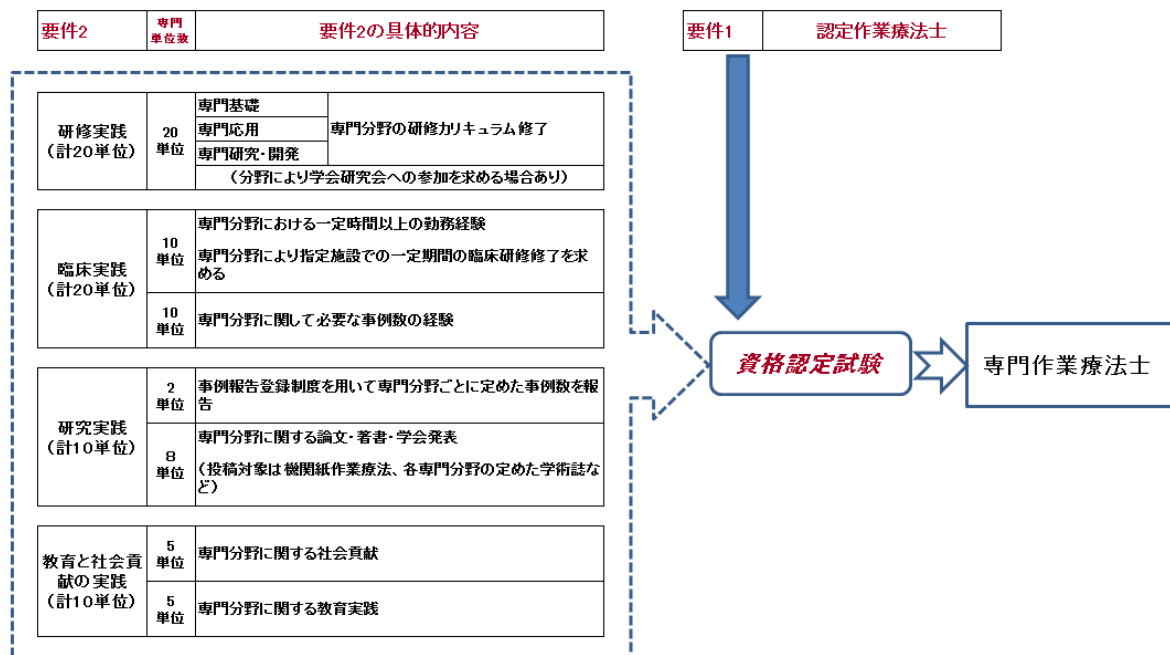 要件2
専門
単位数
要件2の具体的内容
要件1
認定作業療法士
研修実践
(計20単位)
20
単位
専門基礎
専門応用
専門研究・開発
専門分野の研修カリキュラム修了
(分野により学会研究会への参加を求める場合あり)
臨床実践
(計20単位)
10
単位
専門分野における一定時間以上の勤務経験
専門分野により指定施設での一定期間の臨床研修修了を求
める
10
単位
専門分野に関して必要な事例数の経験
研究実践
(計10単位)
2
単位
事例報告登録制度を用いて専門分野ごとに定めた事例数を報
告
8
単位
専門分野に関する論文・著書・学会発表
(投稿対象は機関紙作業療法、各専門分野の定めた学術誌な
ど)
教育と社会貢
献の実践
(計10単位)
5
単位
専門分野に関する社会貢献
5
単位
専門分野に関する教育実践
資格認定試験
専門作業療法士